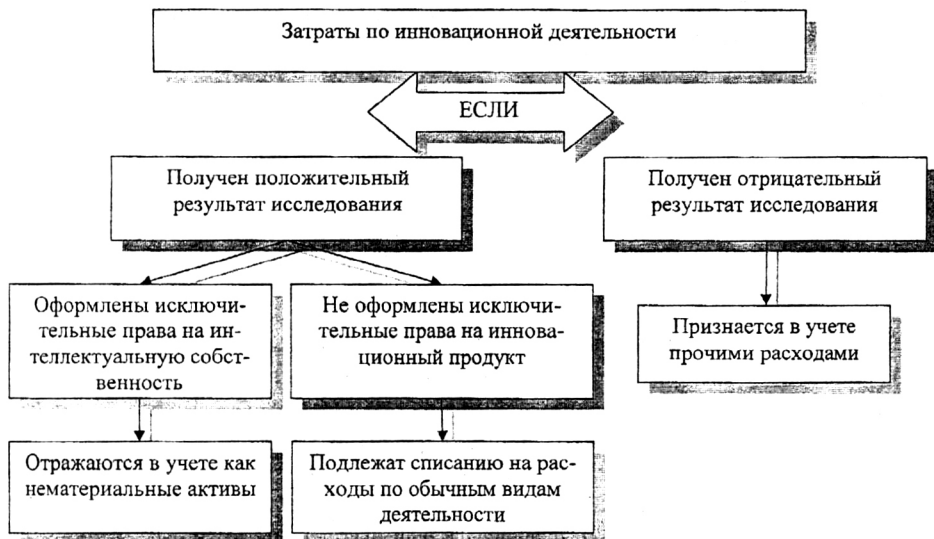 Затраты по инновационной деятельности
ЕСЛИ
Получен положительный
результат исследования
Получен отрицательный
результат исследования
Оформлены исключи-
тельные права на ин-
теллектуальную собст-
венность
Не оформлены исключи-
тельные права на иннова-
ционный продукт
Признается в учете
прочими расходами
Отражаются в учете как
нематериальные активы
Подлежат списанию на рас-
ходы по обычным видам
деятельности